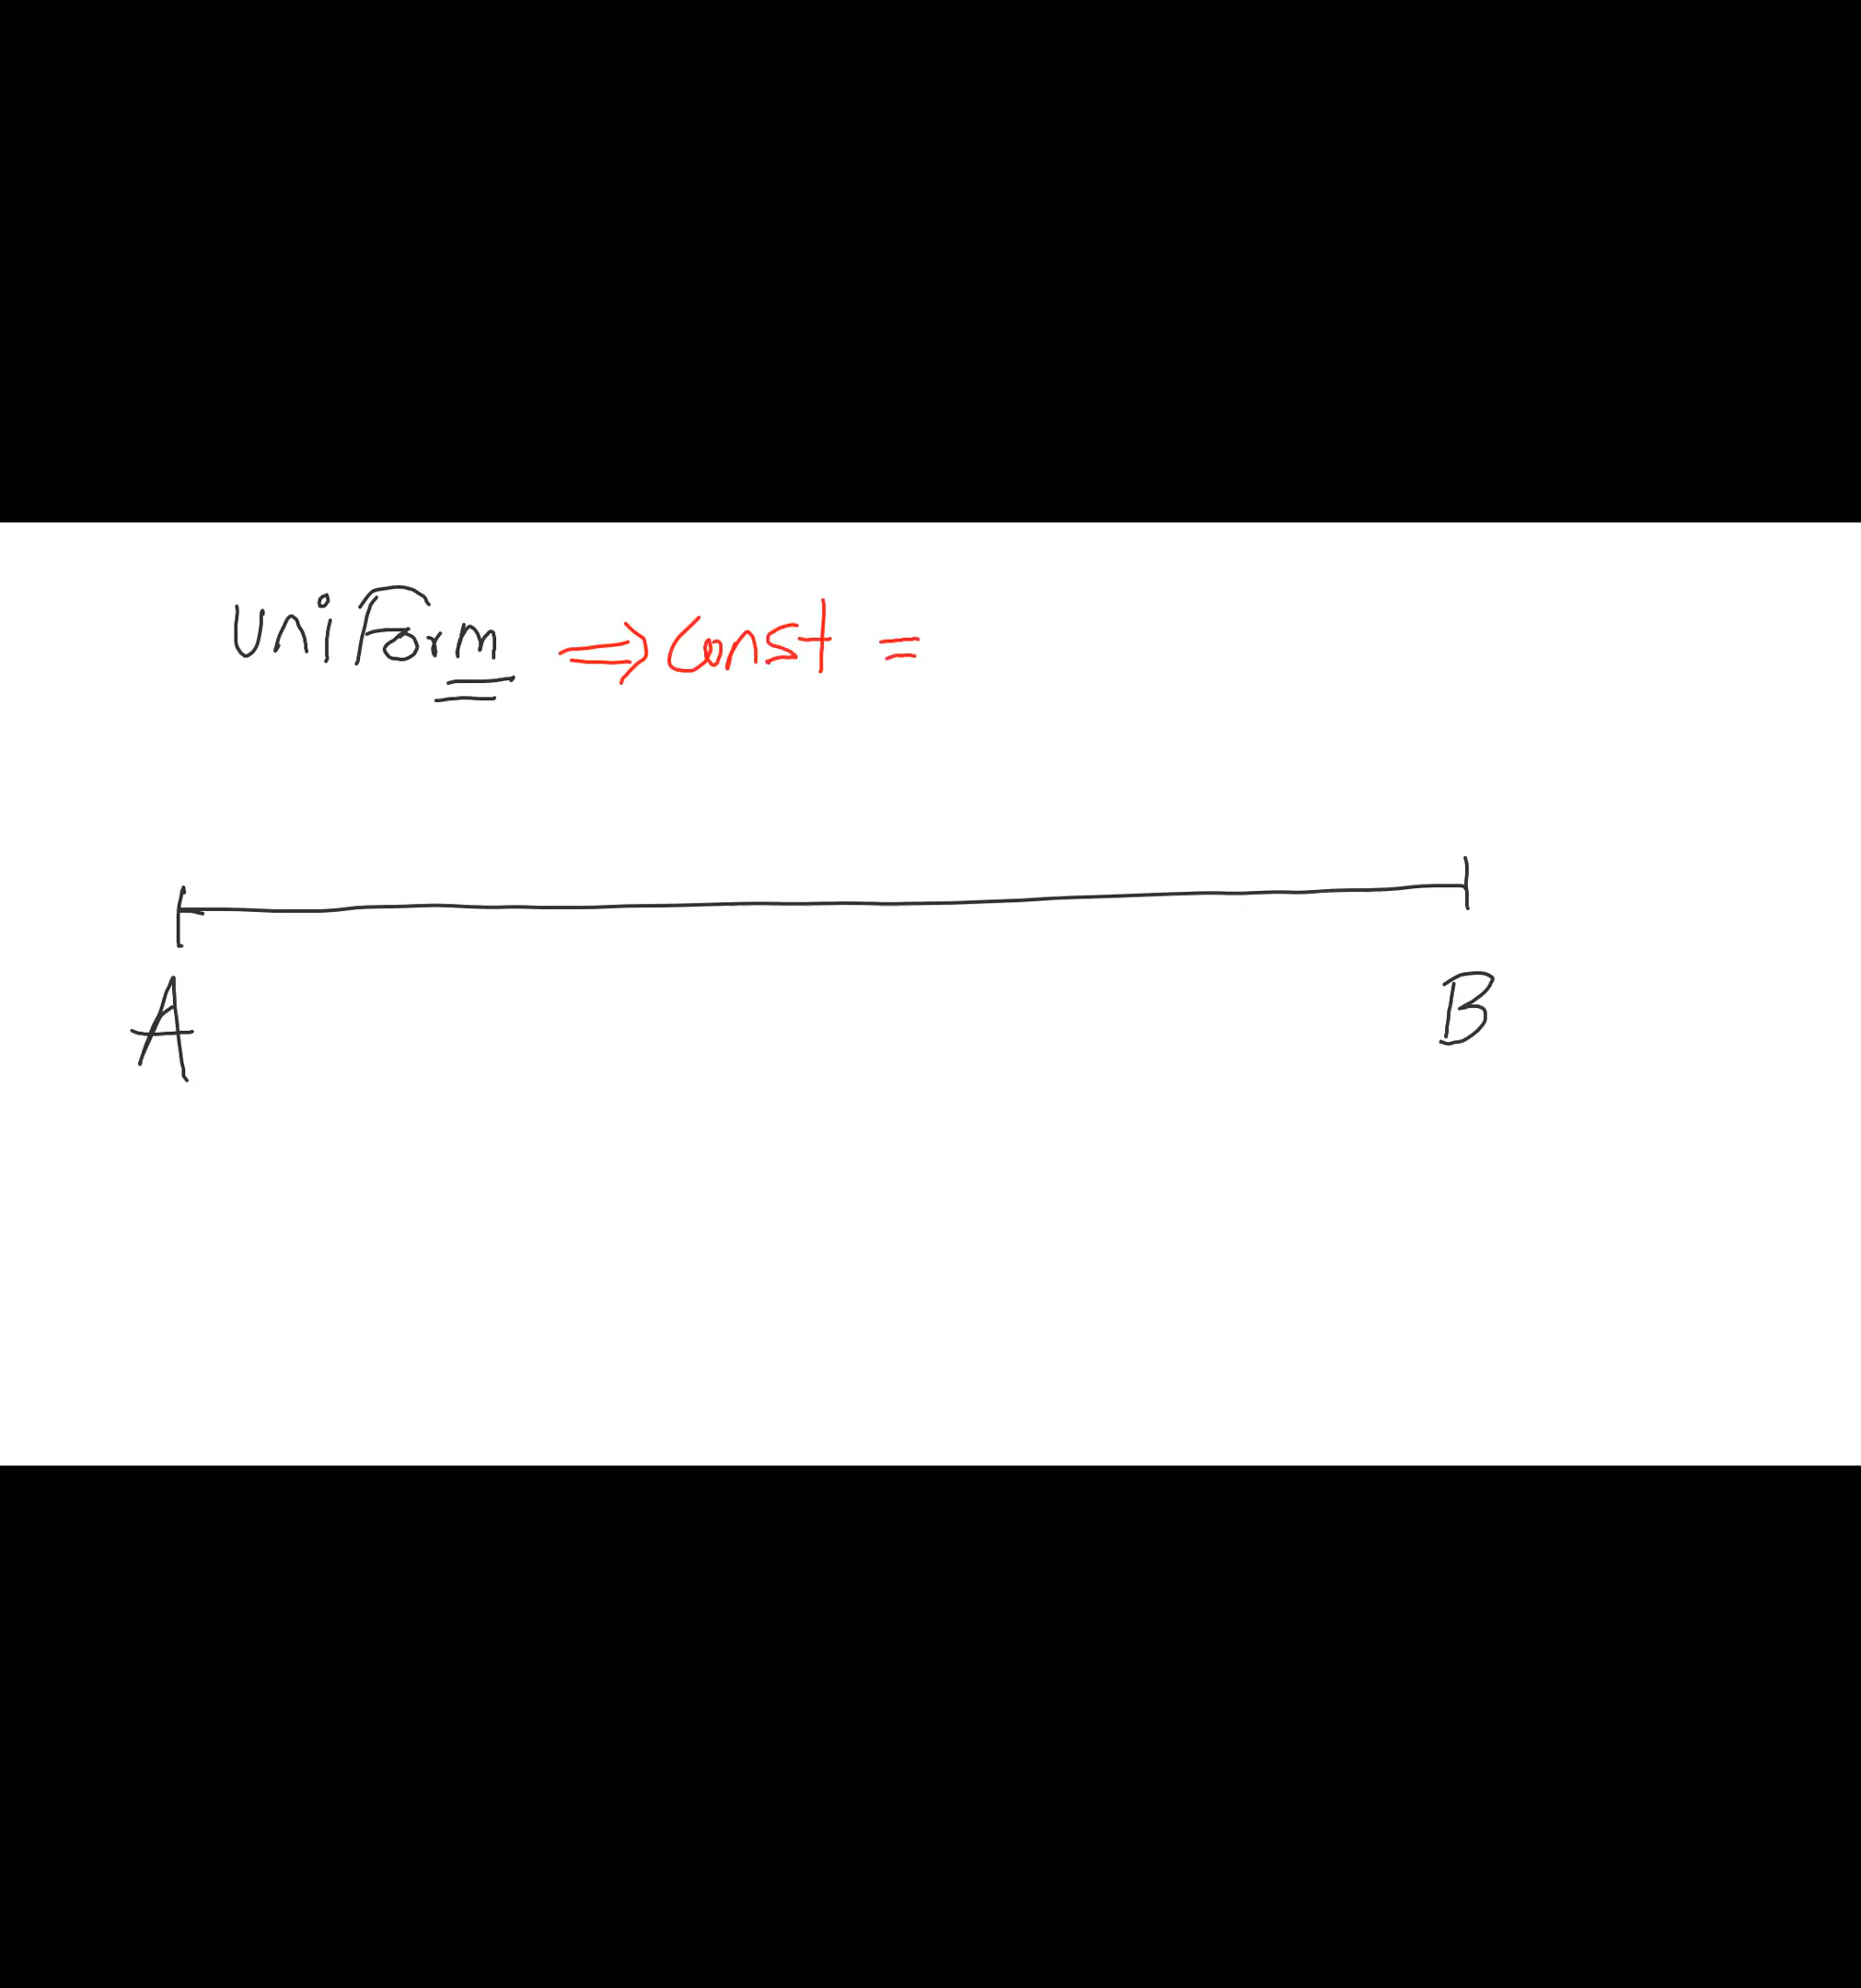 Uniform ⇒ Const =
A B